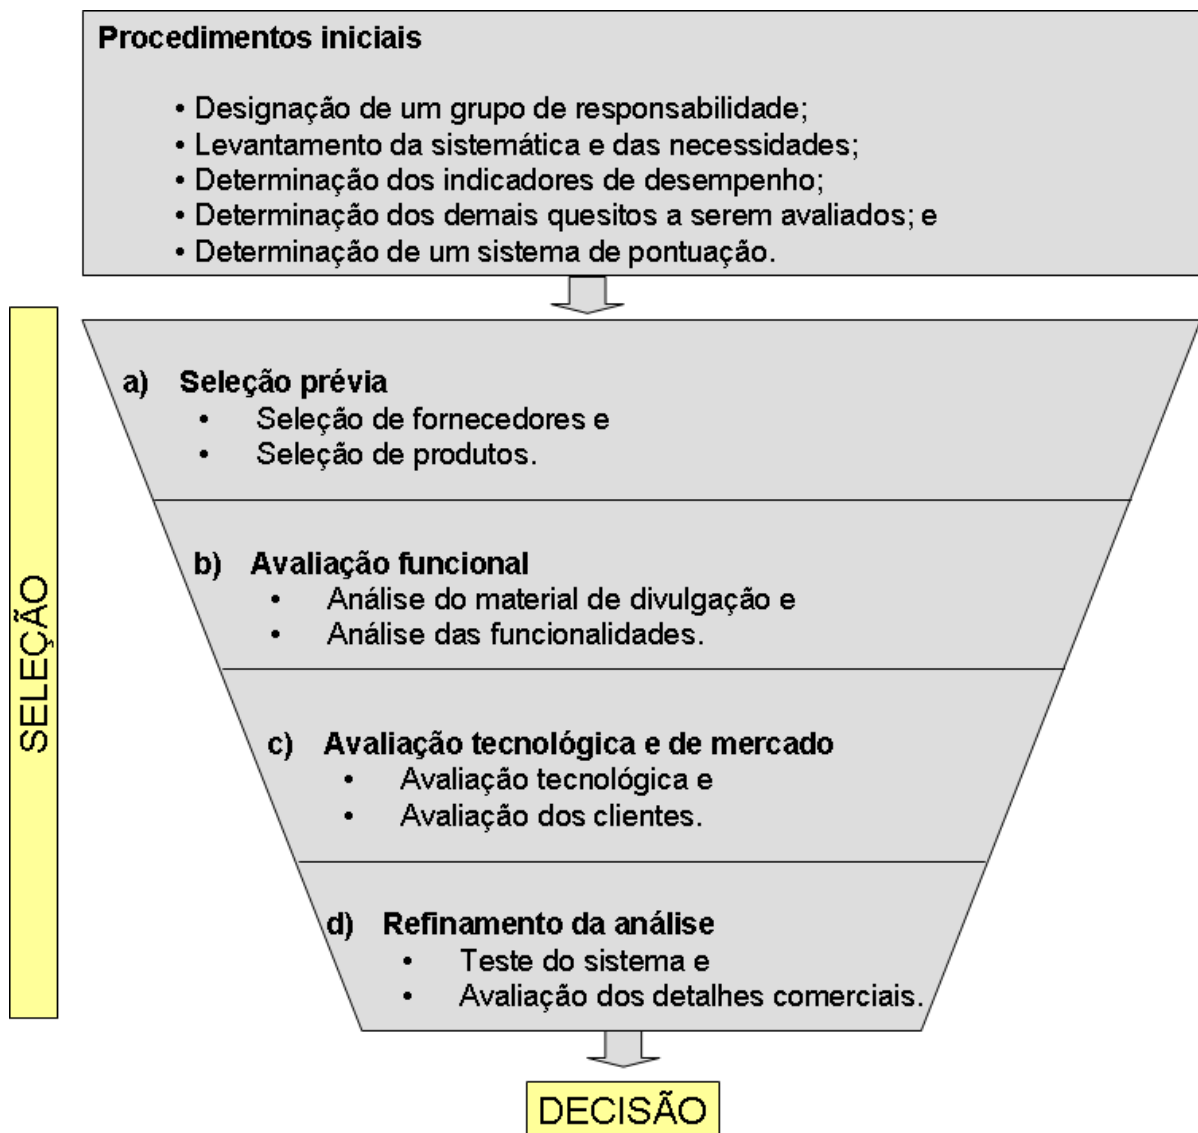 Procedimentos iniciais
• Designação de um grupo de responsabilidade;
• Levantamento da sistemática e das necessidades;
• Determinação dos indicadores de desempenho;
• Determinação dos demais quesitos a serem avaliados; e
• Determinação de um sistema de pontuação.
SELEÇÃO
a) Seleção prévia
• Seleção de fornecedores e
• Seleção de produtos.
b) Avaliação funcional
• Análise do material de divulgação e
• Análise das funcionalidades.
c) Avaliação tecnológica e de mercado
• Avaliação tecnológica e
• Avaliação dos clientes.
d) Refinamento da análise
• Teste do sistema e
• Avaliação dos detalhes comerciais.
DECISÃO